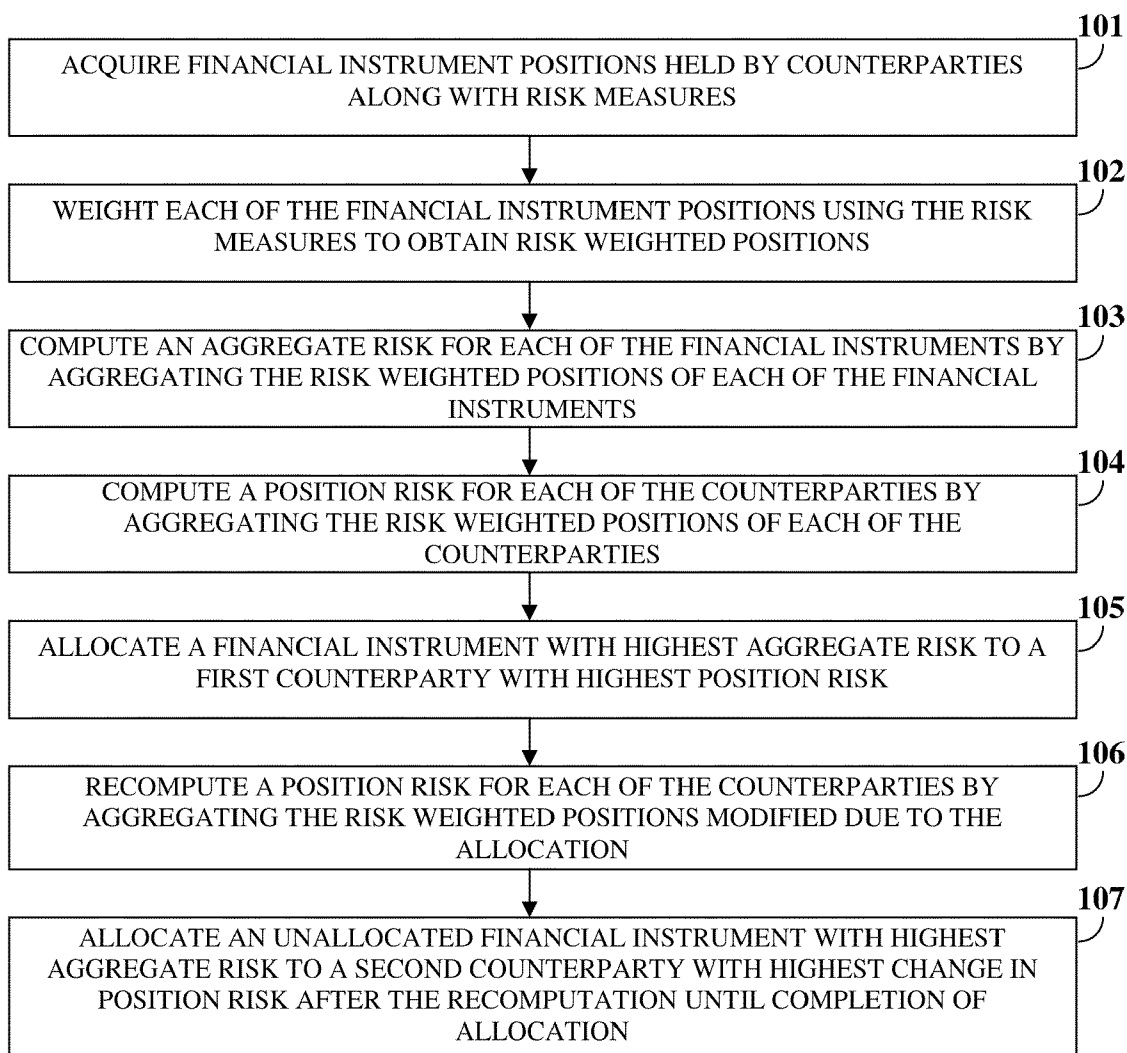 101
ACQUIRE FINANCIAL INSTRUMENT POSITIONS HELD BY COUNTERPARTIES
ALONG WITH RISK MEASURES
102
WEIGHT EACH OF THE FINANCIAL INSTRUMENT POSITIONS USING THE RISK
MEASURES TO OBTAIN RISK WEIGHTED POSITIONS
103
COMPUTE AN AGGREGATE RISK FOR EACH OF THE FINANCIAL INSTRUMENTS BY
AGGREGATING THE RISK WEIGHTED POSITIONS OF EACH OF THE FINANCIAL
INSTRUMENTS
104
COMPUTE A POSITION RISK FOR EACH OF THE COUNTERPARTIES BY
AGGREGATING THE RISK WEIGHTED POSITIONS OF EACH OF THE
COUNTERPARTIES
105
ALLOCATE A FINANCIAL INSTRUMENT WITH HIGHEST AGGREGATE RISK TO A
FIRST COUNTERPARTY WITH HIGHEST POSITION RISK
106
RECOMPUTE A POSITION RISK FOR EACH OF THE COUNTERPARTIES BY
AGGREGATING THE RISK WEIGHTED POSITIONS MODIFIED DUE TO THE
ALLOCATION
107
ALLOCATE AN UNALLOCATED FINANCIAL INSTRUMENT WITH HIGHEST
AGGREGATE RISK TO A SECOND COUNTERPARTY WITH HIGHEST CHANGE IN
POSITION RISK AFTER THE RECOMPUTATION UNTIL COMPLETION OF
ALLOCATION